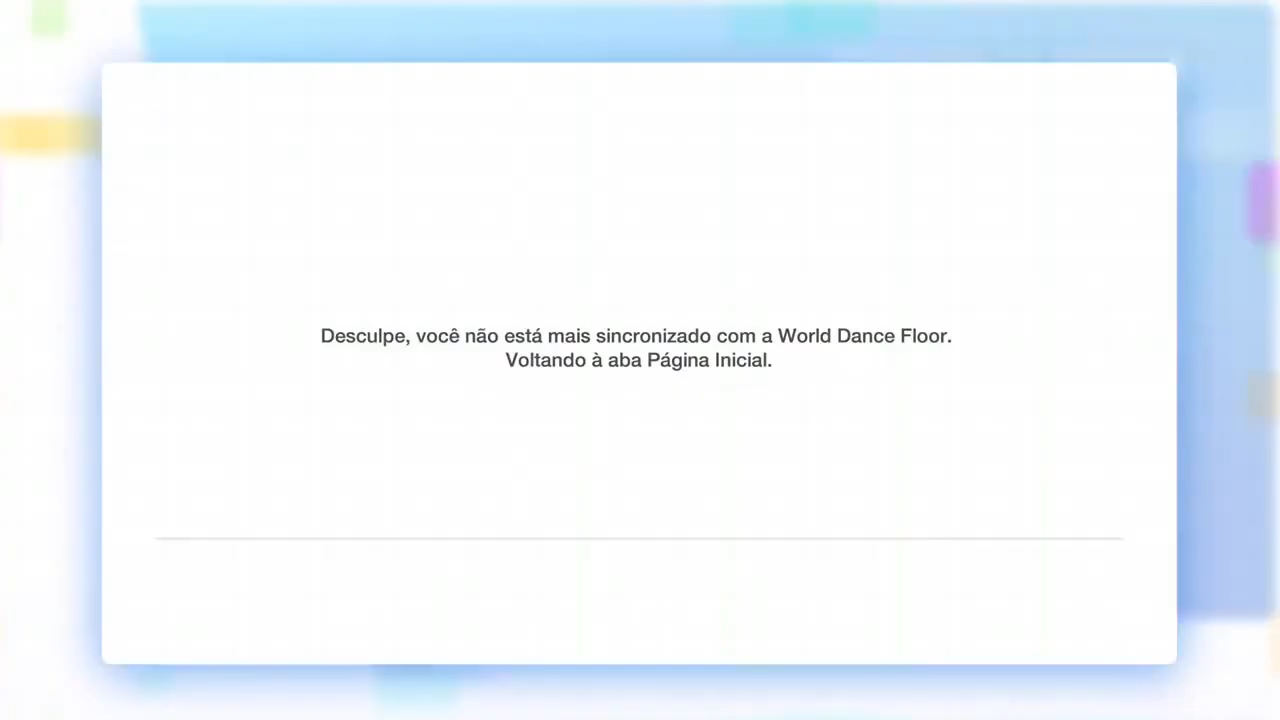 Desculpe, você não está mais sincronizado com a World Dance Floor.
Voltando à aba Página Inicial.